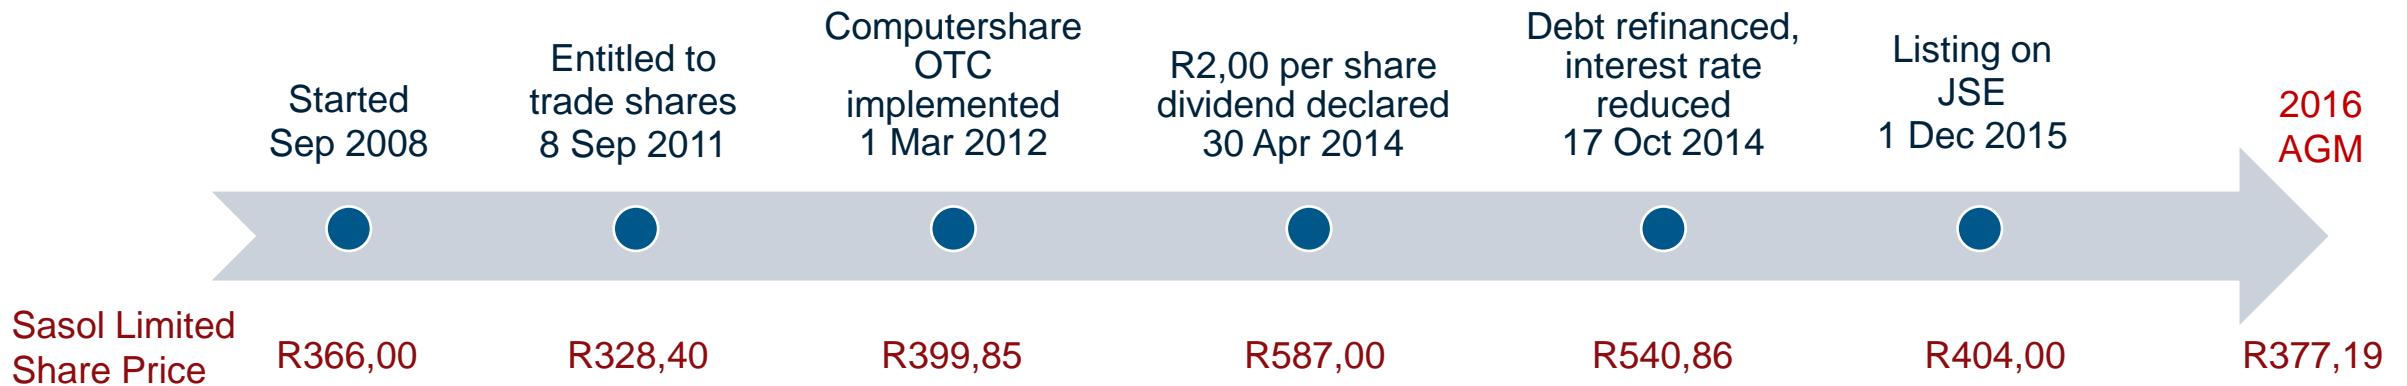 Started
Sep 2008
Entitled to
trade shares
8 Sep 2011
Computershare
OTC
implemented
1 Mar 2012
R2,00 per share
dividend declared
30 Apr 2014
Debt refinanced,
interest rate
reduced
17 Oct 2014
Listing on
JSE
1 Dec 2015
2016
AGM
Sasol Limited
Share Price
R366,00
R328,40
R399,85
R587,00
R540,86
R404,00
R377,19